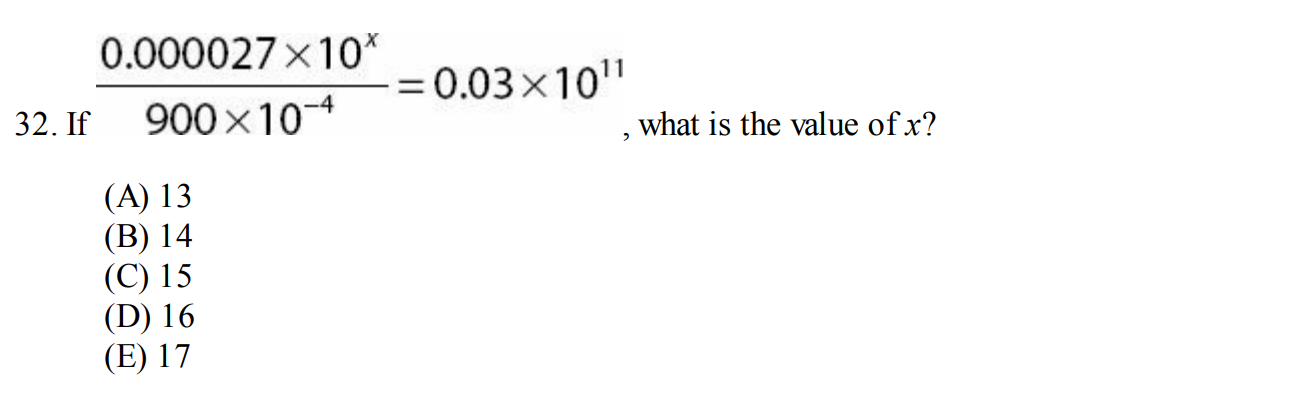 32. If 0.000027×10^x / 900×10^−4 = 0.03×10^11, what is the value of x?
(A) 13
(B) 14
(C) 15
(D) 16
(E) 17